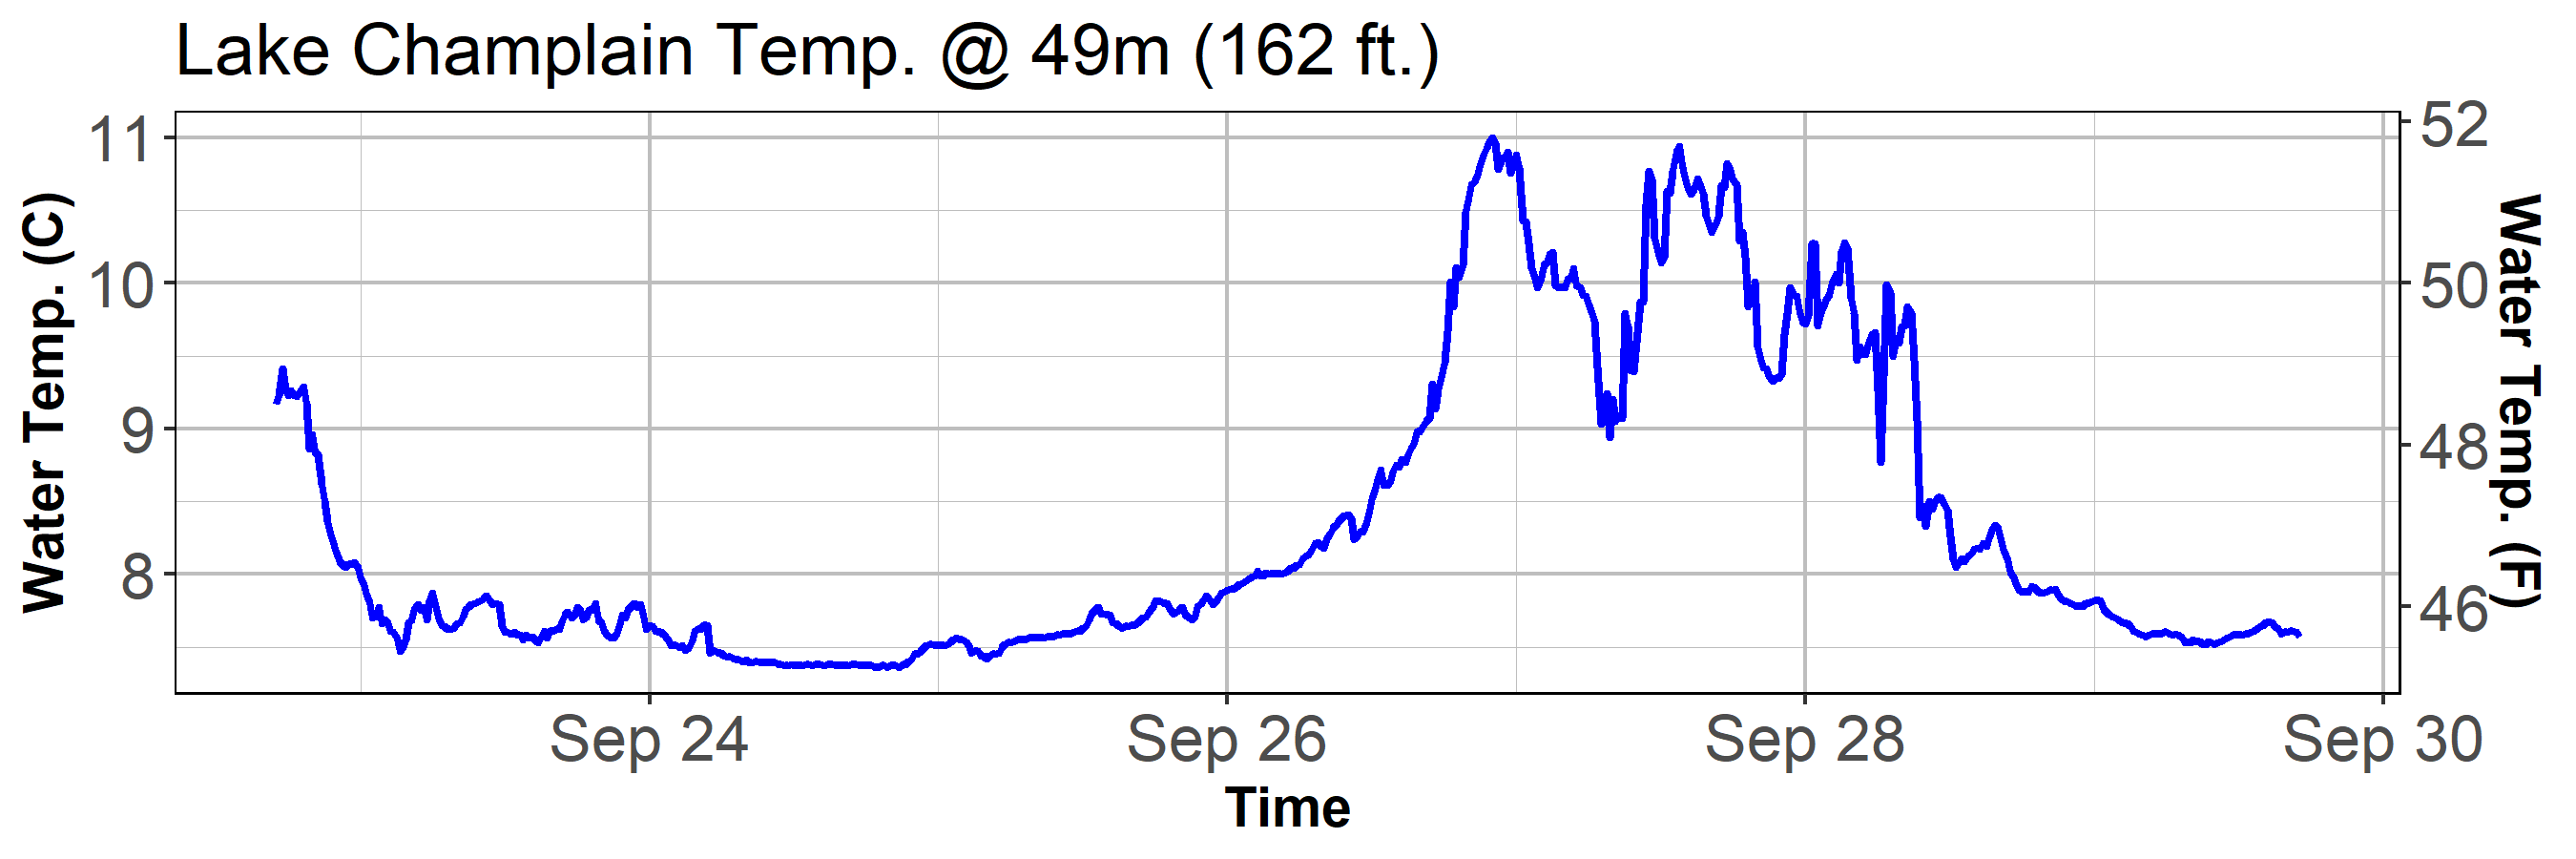 Lake Champlain Temp. @ 49m (162 ft.)
Water Temp. (C)
11
10
9
8
52
50
48
46
Water Temp. (F)
Sep 24 Sep 26 Sep 28 Sep 30
Time